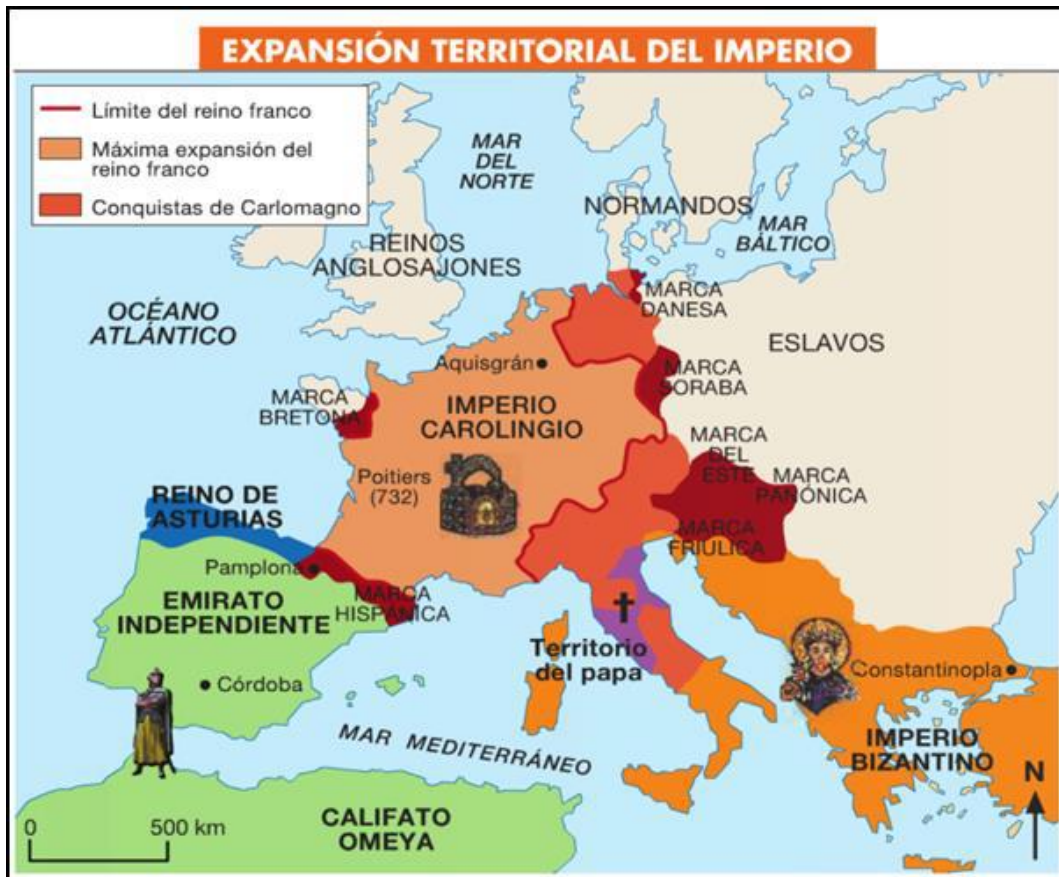 EXPANSIÓN TERRITORIAL DEL IMPERIO
Límite del reino franco
Máxima expansión del
reino franco
Conquistas de Carlomagno
MAR
DEL
NORTE
NORMANDOS
MAR
BÁLTICO
REINOS
ANGLOSAJONES
OCÉANO
ATLÁNTICO
MARCA
DANESA
ESLAVOS
Aquisgrán
MARCA
SORABA
MARCA
BRETONA
IMPERIO
CAROLINGIO
MARCA
DEL
ESTE
MARCA
PANÓNICA
Poitiers
(732)
REINO DE
ASTURIAS
MARCA
FRIULICA
Pamplona
MARCA
HISPÁNICA
EMIRATO
INDEPENDIENTE
Territorio
del papa
Constantinopla
Córdoba
MAR MEDITERRÁNEO
IMPERIO
BIZANTINO
N
CALIFATO
OMEYA
0 500 km